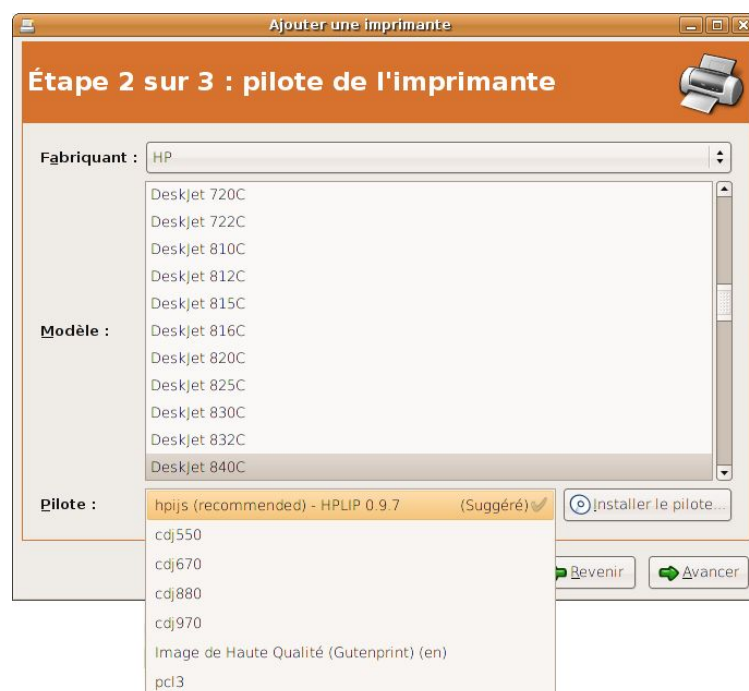 Ajouter une imprimante
Étape 2 sur 3 : pilote de l'imprimante
Fabriquant : HP
DeskJet 720C
DeskJet 722C
DeskJet 810C
DeskJet 812C
DeskJet 815C
Modèle : DeskJet 816C
DeskJet 820C
DeskJet 825C
DeskJet 830C
DeskJet 832C
DeskJet 840C
Pilote : hpijs (recommended) - HPLIP 0.9.7 (Suggéré) Installer le pilote...
cdj550
cdj670
Revenir Avancer
cdj880
cdj970
Image de Haute Qualité (Gutenprint) (en)
pcl3